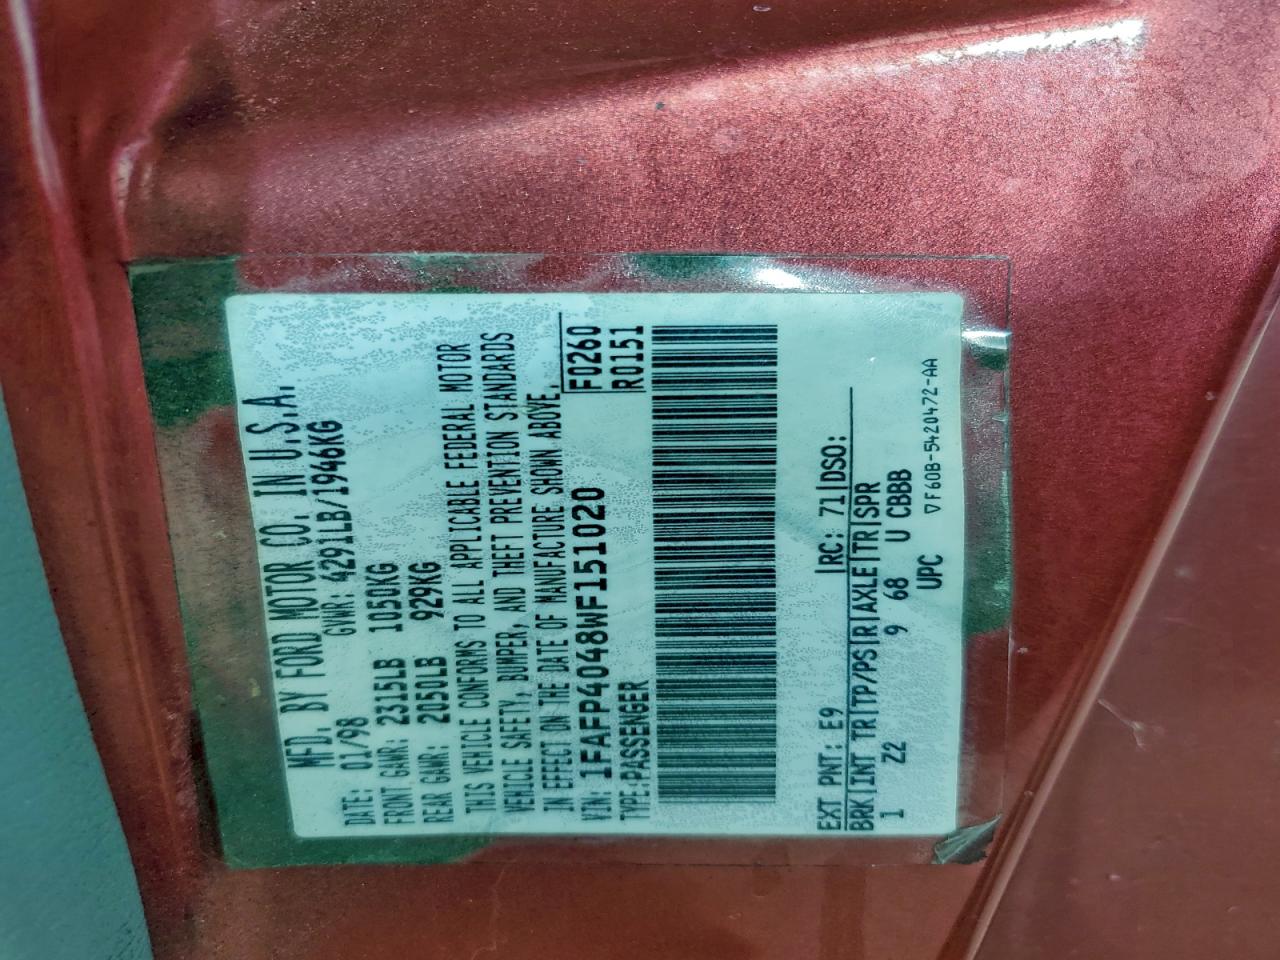 MFD. BY FORD MOTOR CO. IN U.S.A.
DATE: 01/98 GVWR: 4291LB/1946KG
FRONT GAWR: 2315LB 1050KG
REAR GAWR: 2050LB 929KG
THIS VEHICLE CONFORMS TO ALL APPLICABLE FEDERAL MOTOR
VEHICLE SAFETY, BUMPER, AND THEFT PREVENTION STANDARDS
IN EFFECT ON THE DATE OF MANUFACTURE SHOWN ABOVE.
VIN: 1FAFP4048WF151020 F0260
TYPE: PASSENGER R0151
EXT PNT: E9 RC: 71 DSO:
BRK INT TR TP/PS R AXLE TR SPR
1 Z2 9 68 U CBBB
UPC ▽F60B-5420472-AA